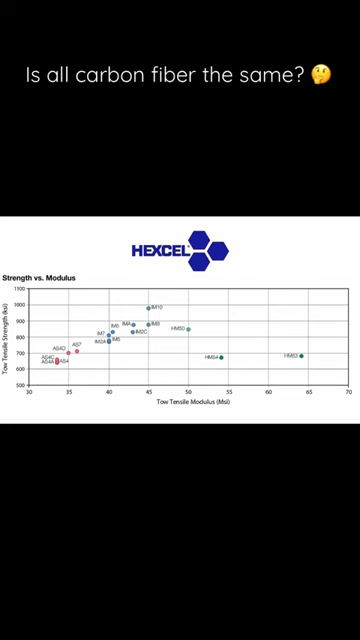 Is all carbon fiber the same? 🤔
HEXCEL
Strength vs. Modulus
Tow Tensile Strength (ksi)
1100
1000
900
800
700
600
500
IM10
IMA
IM8
IM6
IM7
IM2C
HM50
IM2A
IM5
AS7
AS4D
AS4C
AS4A
AS4
HM54
HM63
30
35
40
45
50
55
60
65
70
Tow Tensile Modulus (Msi)